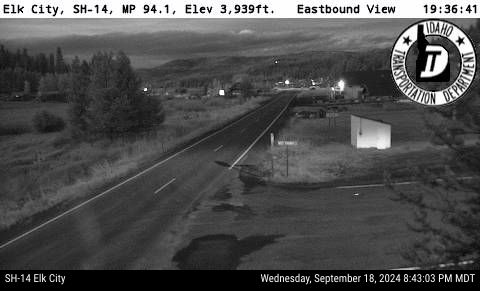 Elk City, SH-14, MP 94.1, Elev 3,939ft. Eastbound View 19:36:41
IDAHO
TRANSPORTATION DEPARTMENT
SH-14 Elk City
Wednesday, September 18, 2024 8:43:03 PM MDT